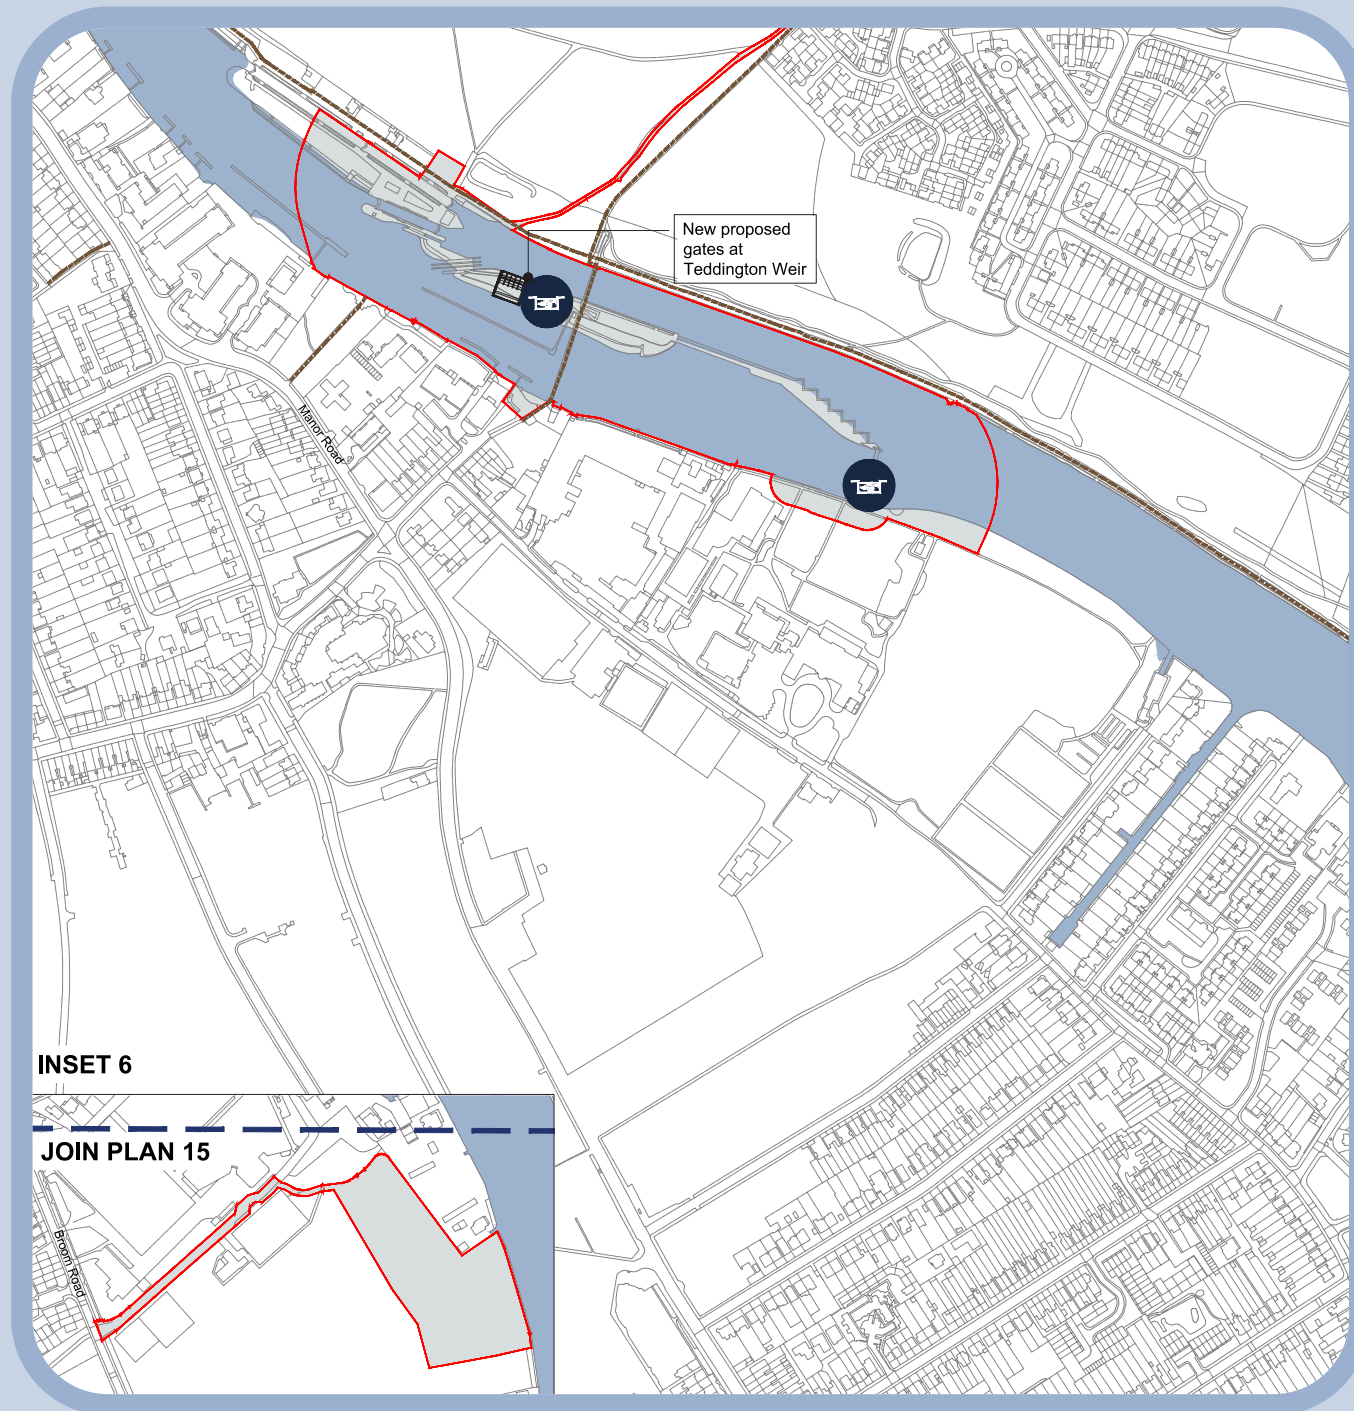 New proposed
gates at
Teddington Weir
Manor Road
INSET 6
JOIN PLAN 15
Broom Road